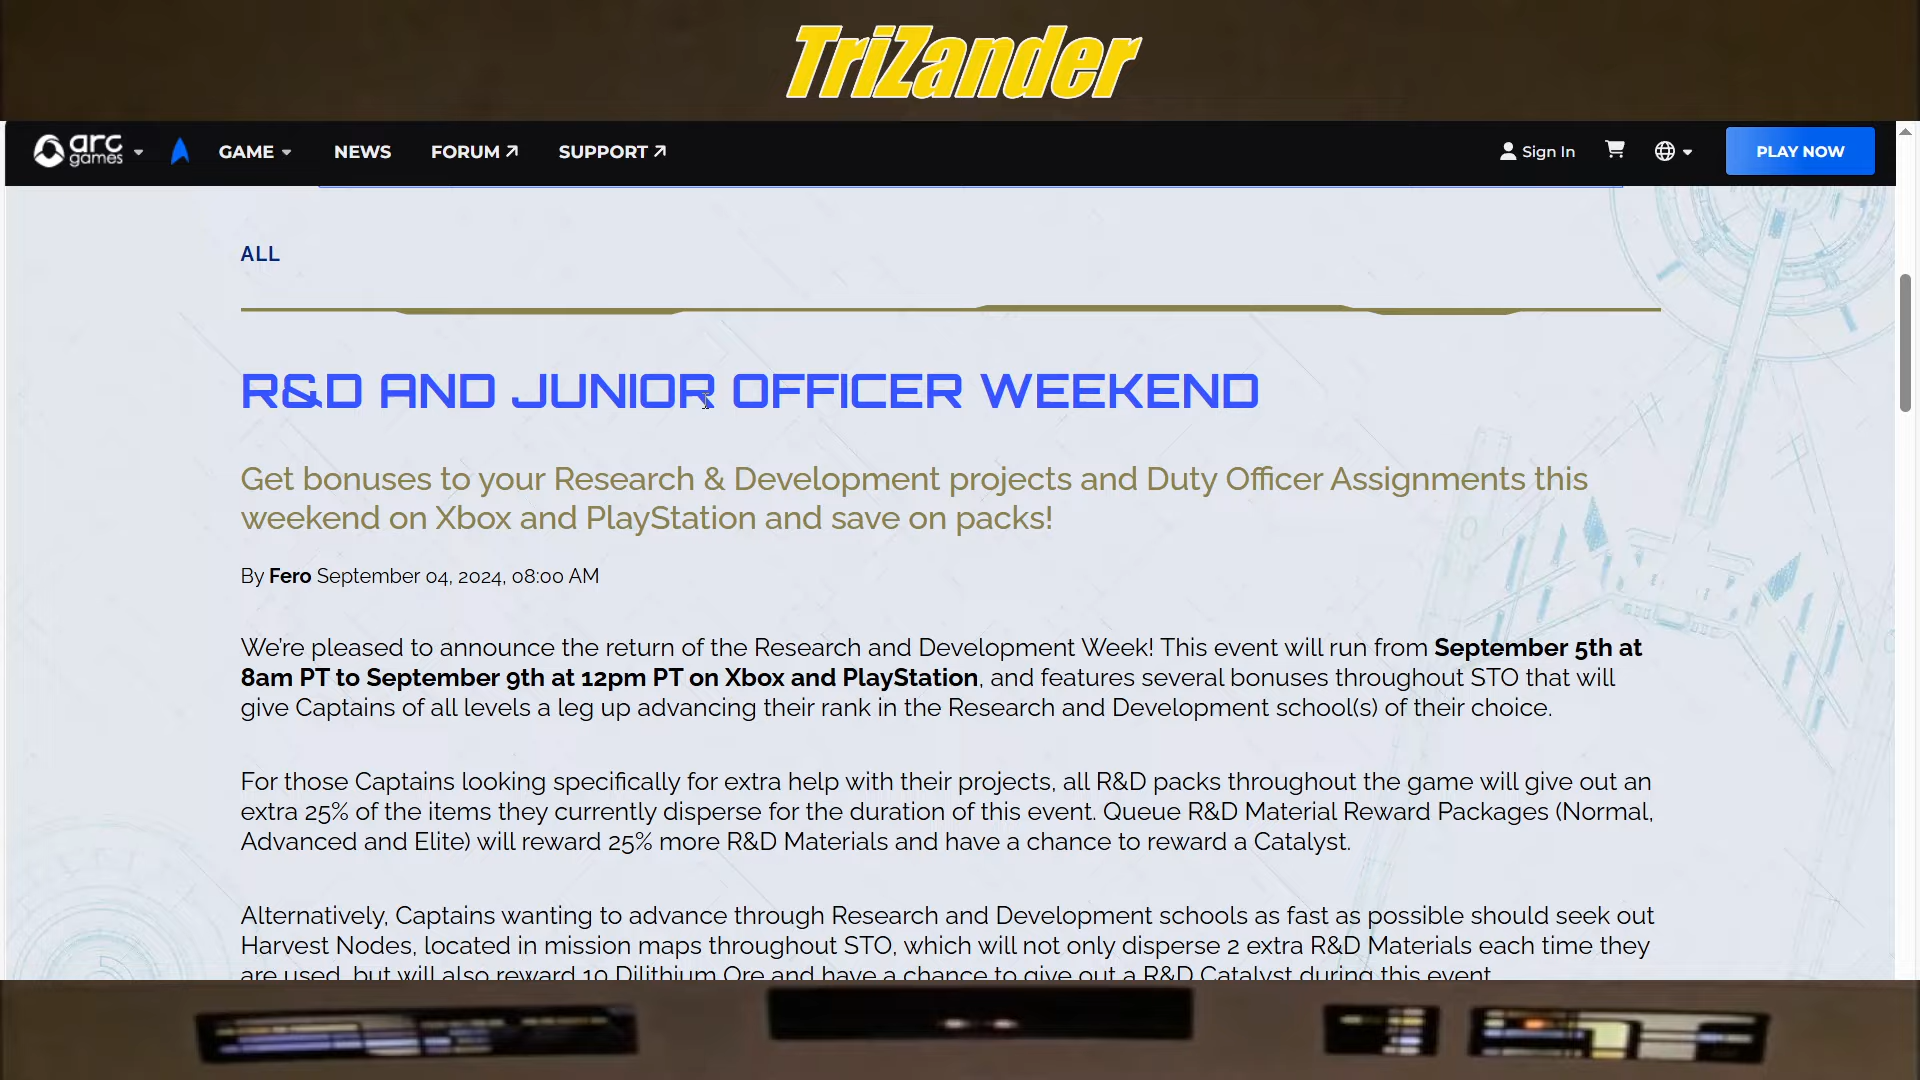 TriZander
arc games
GAME NEWS FORUM SUPPORT Sign In PLAY NOW
ALL
R&D AND JUNIOR OFFICER WEEKEND
Get bonuses to your Research & Development projects and Duty Officer Assignments this
weekend on Xbox and PlayStation and save on packs!
By Fero September 04, 2024, 08:00 AM
We're pleased to announce the return of the Research and Development Week! This event will run from September 5th at
8am PT to September 9th at 12pm PT on Xbox and PlayStation, and features several bonuses throughout STO that will
give Captains of all levels a leg up advancing their rank in the Research and Development school(s) of their choice.
For those Captains looking specifically for extra help with their projects, all R&D packs throughout the game will give out an
extra 25% of the items they currently disperse for the duration of this event. Queue R&D Material Reward Packages (Normal,
Advanced and Elite) will reward 25% more R&D Materials and have a chance to reward a Catalyst.
Alternatively, Captains wanting to advance through Research and Development schools as fast as possible should seek out
Harvest Nodes, located in mission maps throughout STO, which will not only disperse 2 extra R&D Materials each time they
are used, but will also reward 10 Dilithium Ore and have a chance to give out a R&D Catalyst during this event.